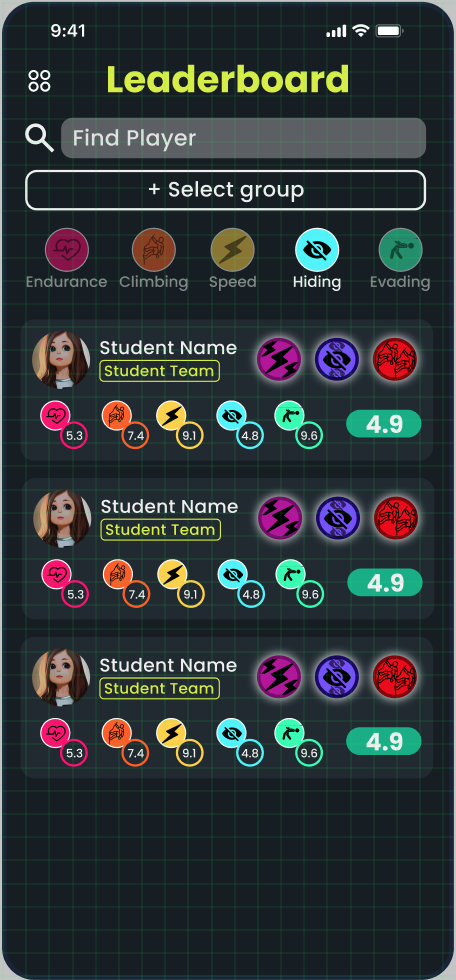 9:41
Leaderboard
Find Player
+ Select group
Endurance Climbing Speed Hiding Evading
Student Name
Student Team
5.3 7.4 9.1 4.8 9.6 4.9
Student Name
Student Team
5.3 7.4 9.1 4.8 9.6 4.9
Student Name
Student Team
5.3 7.4 9.1 4.8 9.6 4.9